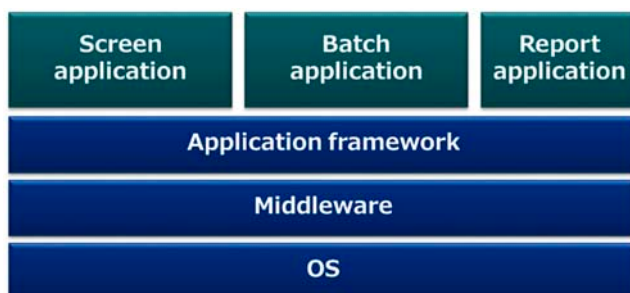 Screen
application
Batch
application
Report
application
Application framework
Middleware
OS